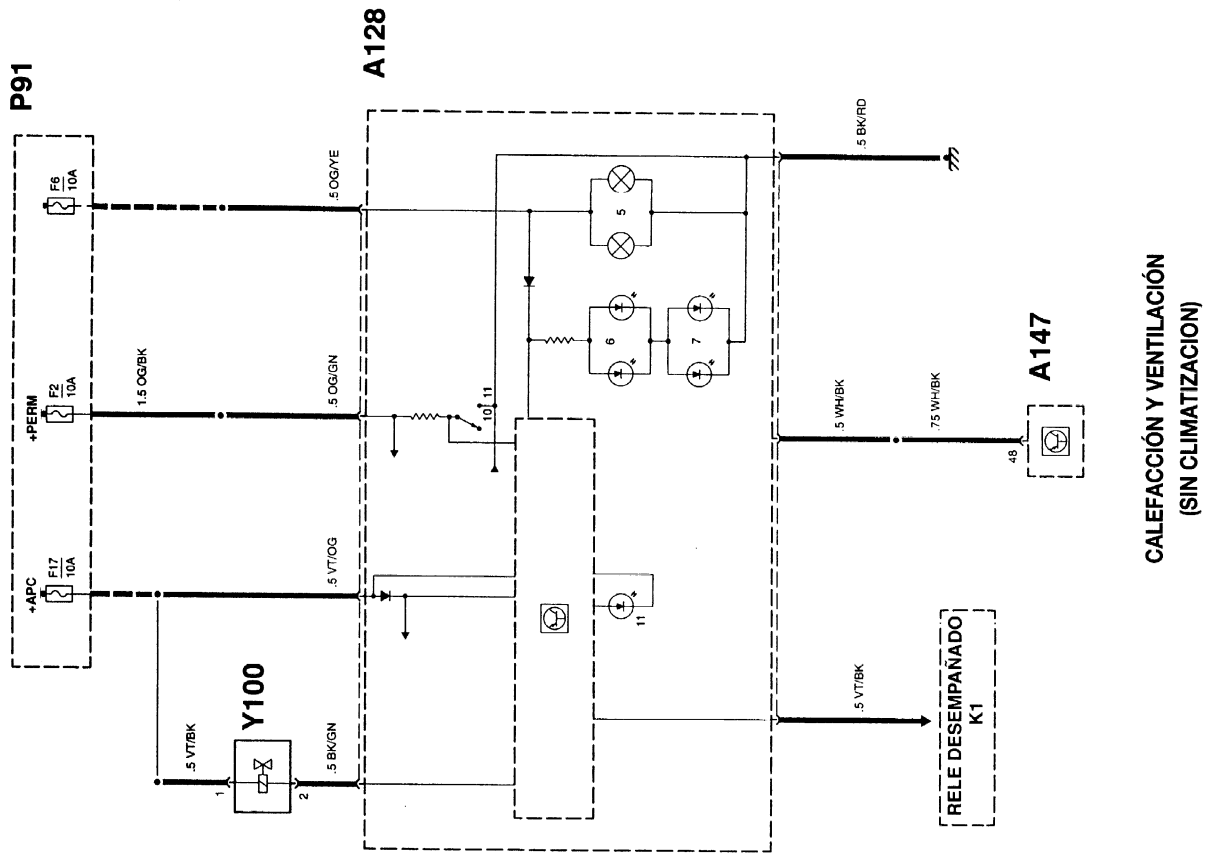 P91
F6
10A
+PERM
F2
10A
+APC
F17
10A
1.5 OG/BK
.5 OG/YE
.5 OG/GN
.5 VT/OG
.5 VT/BK
Y100
1
2
.5 BK/GN
A128
5
6
7
10
11
11
.5 BK/RD
.5 WH/BK
.75 WH/BK
48
A147
.5 VT/BK
RELE DESEMPAÑADO
K1
CALEFACCIÓN Y VENTILACIÓN
(SIN CLIMATIZACION)